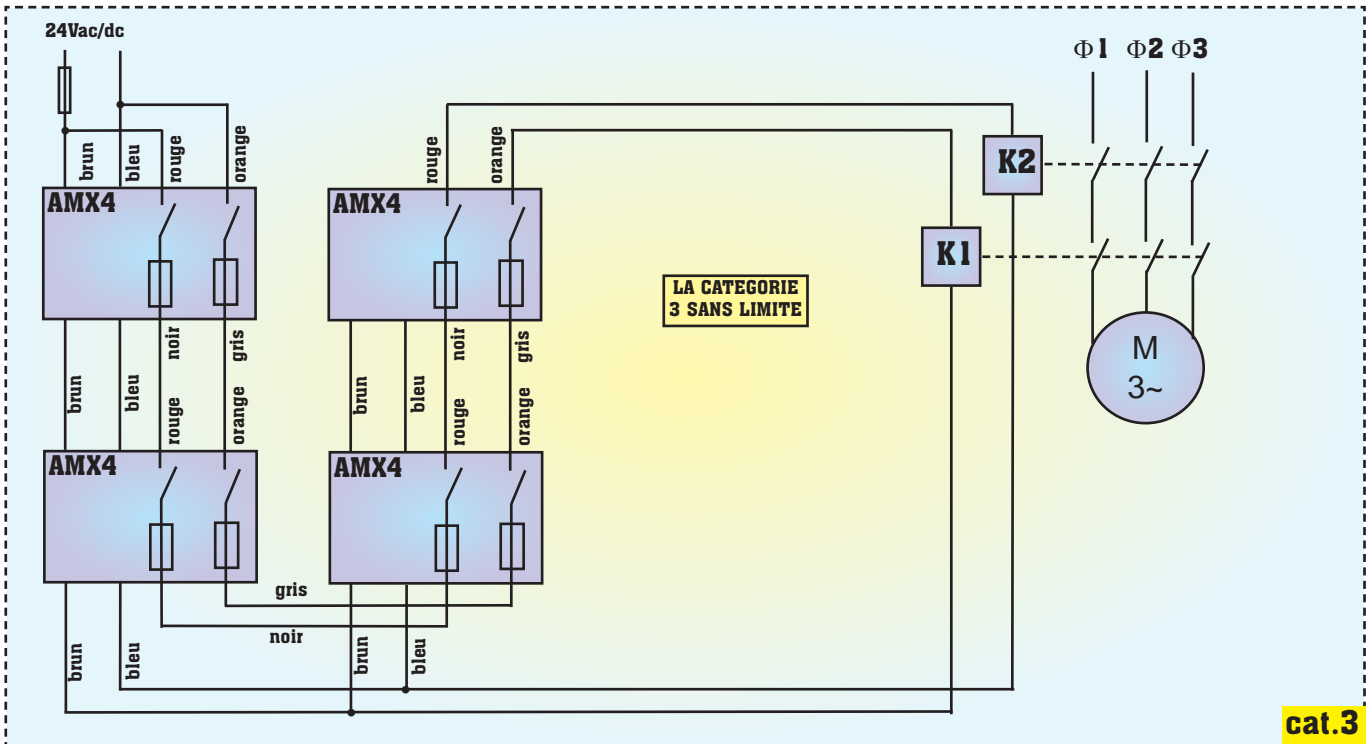 24Vac/dc
Φ1 Φ2 Φ3
brun
bleu
rouge
orange
rouge
orange
K2
AMX4
AMX4
K1
LA CATEGORIE
3 SANS LIMITE
noir
gris
noir
gris
M
3~
brun
bleu
rouge
orange
brun
bleu
rouge
orange
AMX4
AMX4
gris
noir
brun
bleu
brun
bleu
cat.3